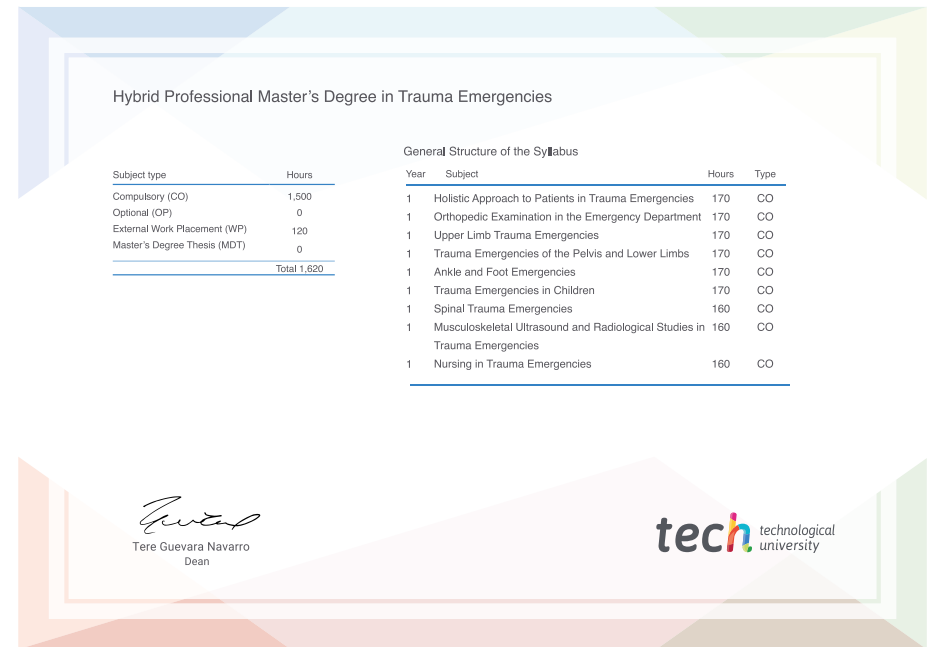 Hybrid Professional Master's Degree in Trauma Emergencies
General Structure of the Syllabus
Subject type Hours
Compulsory (CO) 1,500
Optional (OP) 0
External Work Placement (WP) 120
Master's Degree Thesis (MDT) 0
Total 1,620
Year Subject Hours Type
1 Holistic Approach to Patients in Trauma Emergencies 170 CO
1 Orthopedic Examination in the Emergency Department 170 CO
1 Upper Limb Trauma Emergencies 170 CO
1 Trauma Emergencies of the Pelvis and Lower Limbs 170 CO
1 Ankle and Foot Emergencies 170 CO
1 Trauma Emergencies in Children 170 CO
1 Spinal Trauma Emergencies 160 CO
1 Musculoskeletal Ultrasound and Radiological Studies in 160 CO
Trauma Emergencies
1 Nursing in Trauma Emergencies 160 CO
Tere Guevara Navarro
Dean
tech technological
university